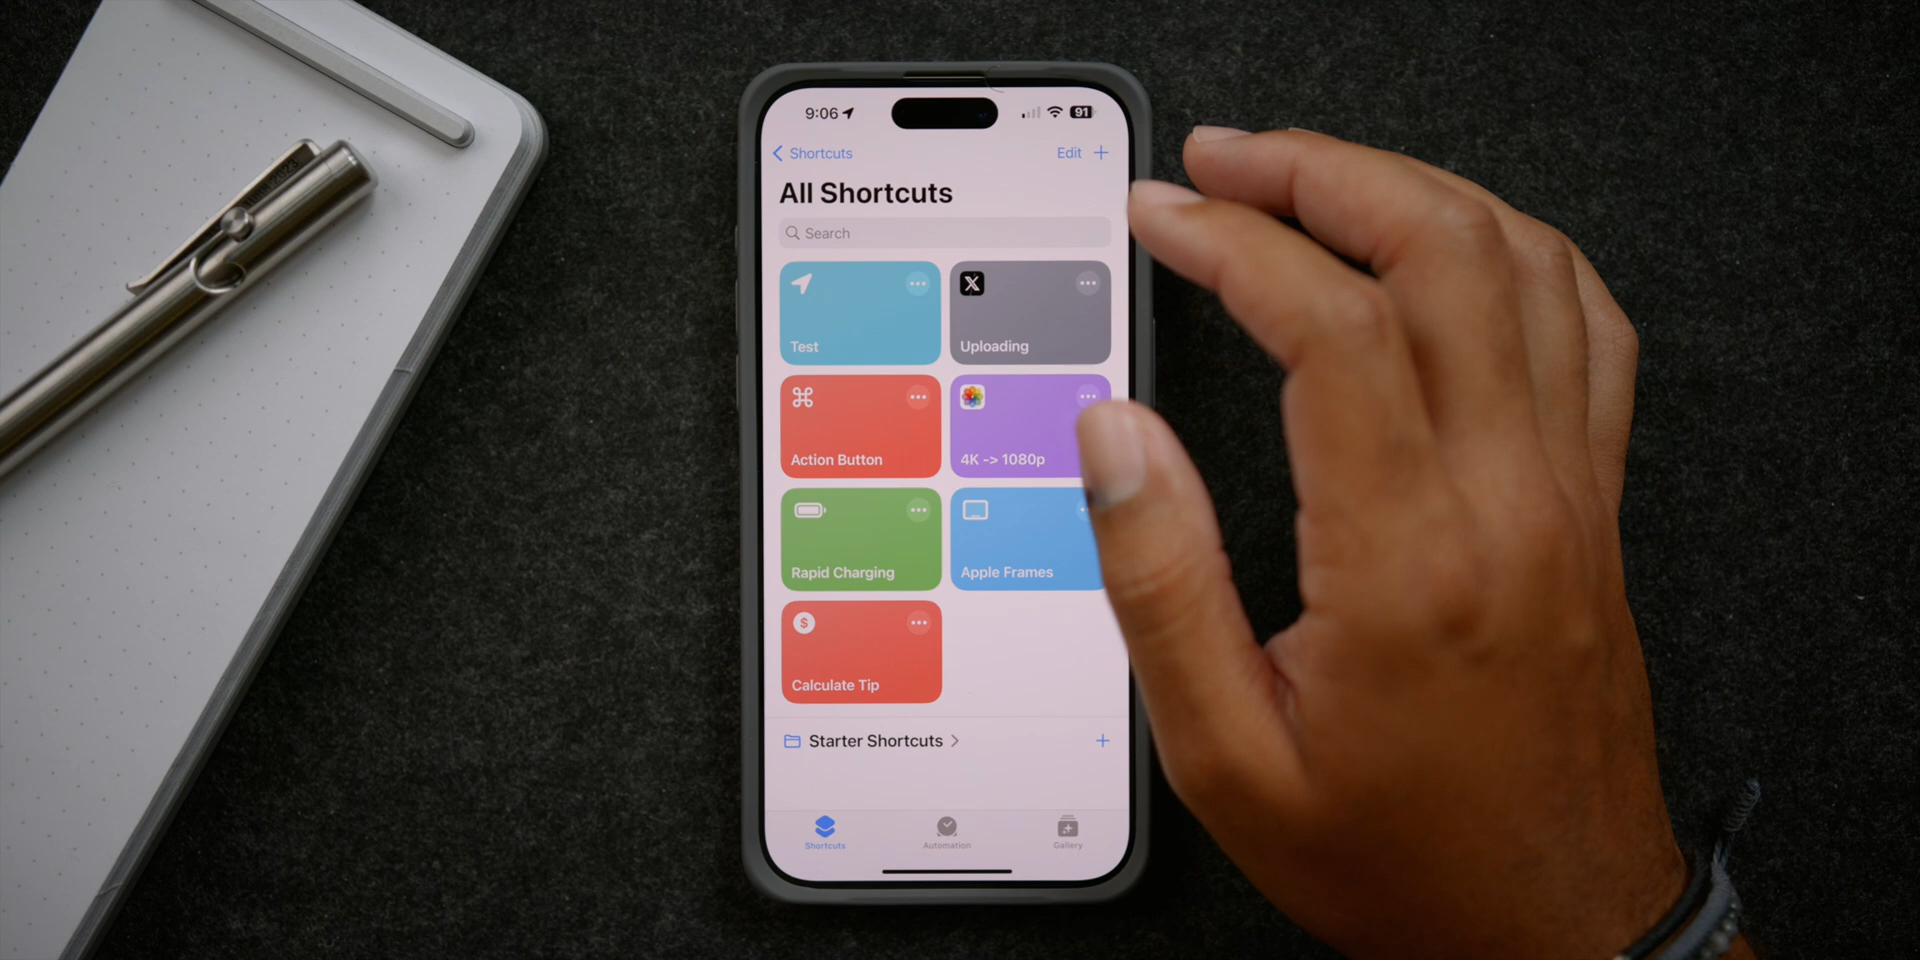 9:06
91
Shortcuts
Edit
All Shortcuts
Search
Test
Uploading
Action Button
4K -> 1080p
Rapid Charging
Apple Frames
$
Calculate Tip
Starter Shortcuts
Shortcuts
Automation
Gallery